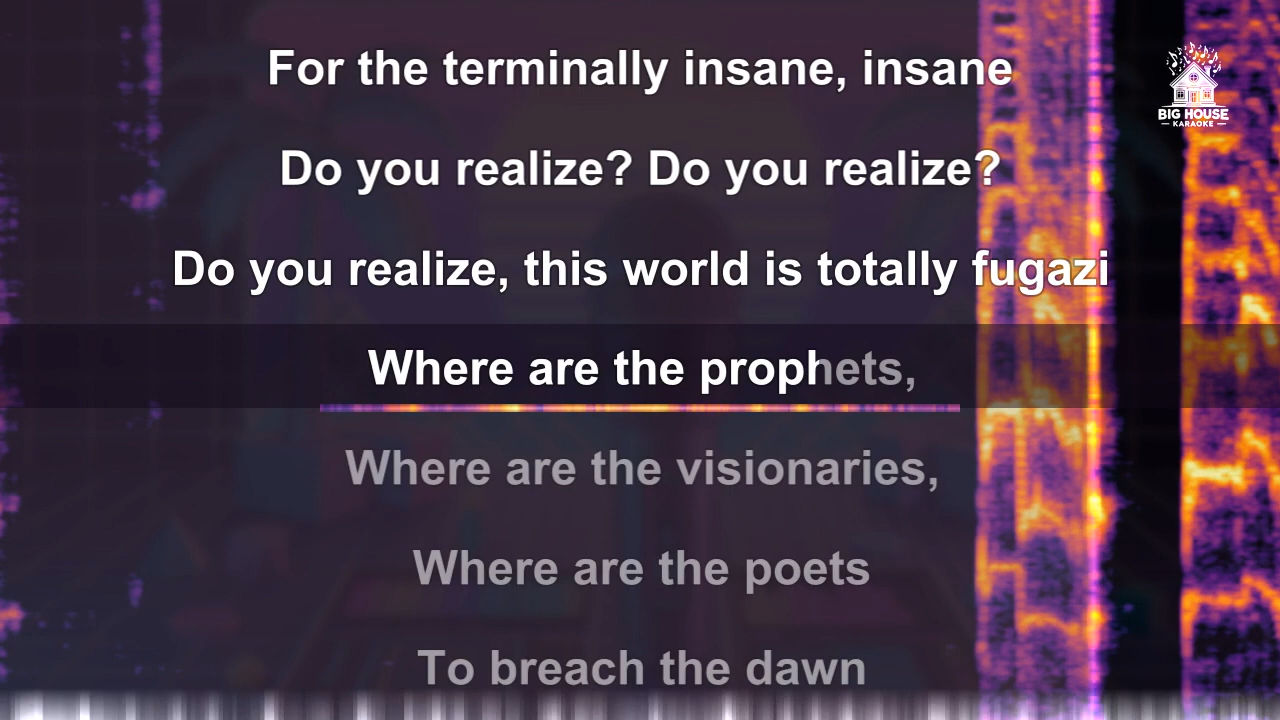 For the terminally insane, insane
BIG HOUSE
KARAOKE
Do you realize? Do you realize?
Do you realize, this world is totally fugazi
Where are the prophets,
Where are the visionaries,
Where are the poets
To breach the dawn